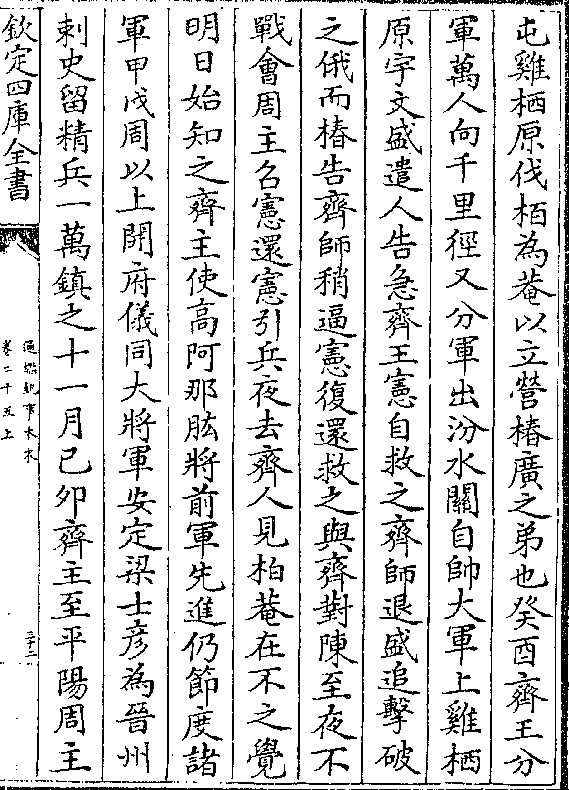 屯雞栖原伐栢為菴以立營椿廣之弟也癸酉齊王分
軍萬人向千里徑又分軍出汾水關自帥大軍上雞栖
原宇文盛遣人告急齊王憲自救之齊師退盛追擊破
之俄而椿告齊師稍逼憲復還救之與齊對陳至夜不
戰會周主召憲還憲引兵夜去齊人見柏菴在不之覺
明日始知之齊主使高阿那肱將前軍先進仍節度諸
軍甲戌周以上開府儀同大將軍安定梁士彦為晉州
刺史留精兵一萬鎮之十一月己卯齊主至平陽周主
欽定四庫全書
通鑑紀事本末
卷二十五上
三十二